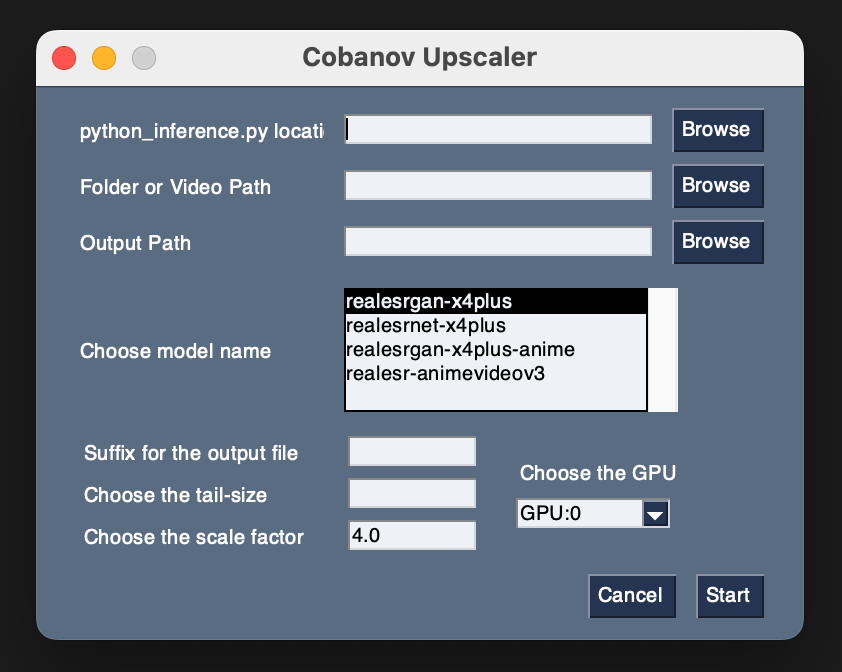 Cobanov Upscaler
python_inference.py locati
Browse
Folder or Video Path
Browse
Output Path
Browse
Choose model name
realesrgan-x4plus
realesrnet-x4plus
realesrgan-x4plus-anime
realesr-animevideov3
Suffix for the output file
Choose the tail-size
Choose the scale factor
4.0
Choose the GPU
GPU:0
Cancel
Start